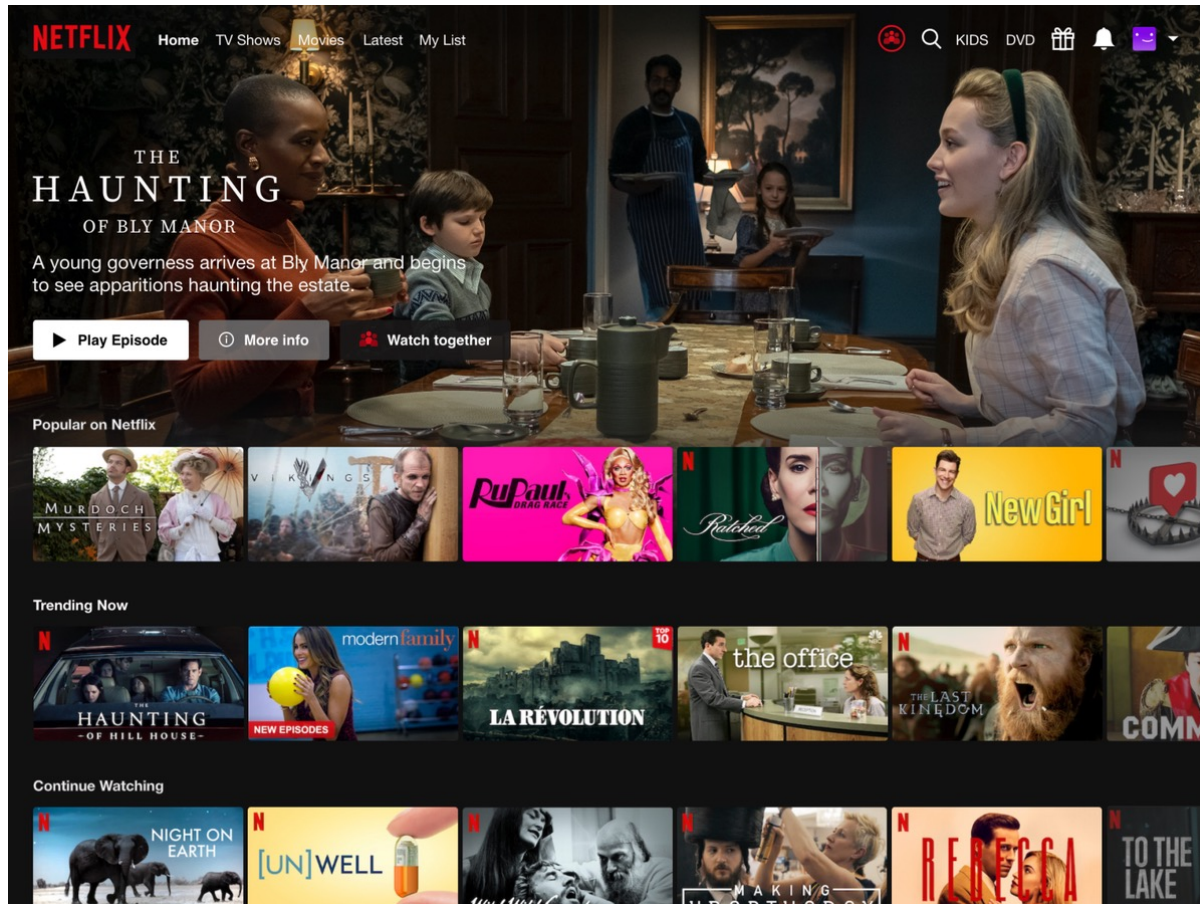 NETFLIX
Home TV Shows Movies Latest My List
KIDS DVD
THE
HAUNTING
OF BLY MANOR
A young governess arrives at Bly Manor and begins
to see apparitions haunting the estate.
Play Episode More info Watch together
Popular on Netflix
MURDOCH
MYSTERIES
VIKINGS
RuPaul's
DRAG RACE
N
Ratched
New Girl
N
Trending Now
N
THE
HAUNTING
-OF HILL HOUSE-
modern family
NEW EPISODES
N
TOP
10
LA RÉVOLUTION
the office
N
THE LAST
KINGDOM
COMM
Continue Watching
N
NIGHT ON
EARTH
N
[UN]WELL
N
N
MAKING
UNORTHODOX
N
REBECCA
N
TO THE
LAKE